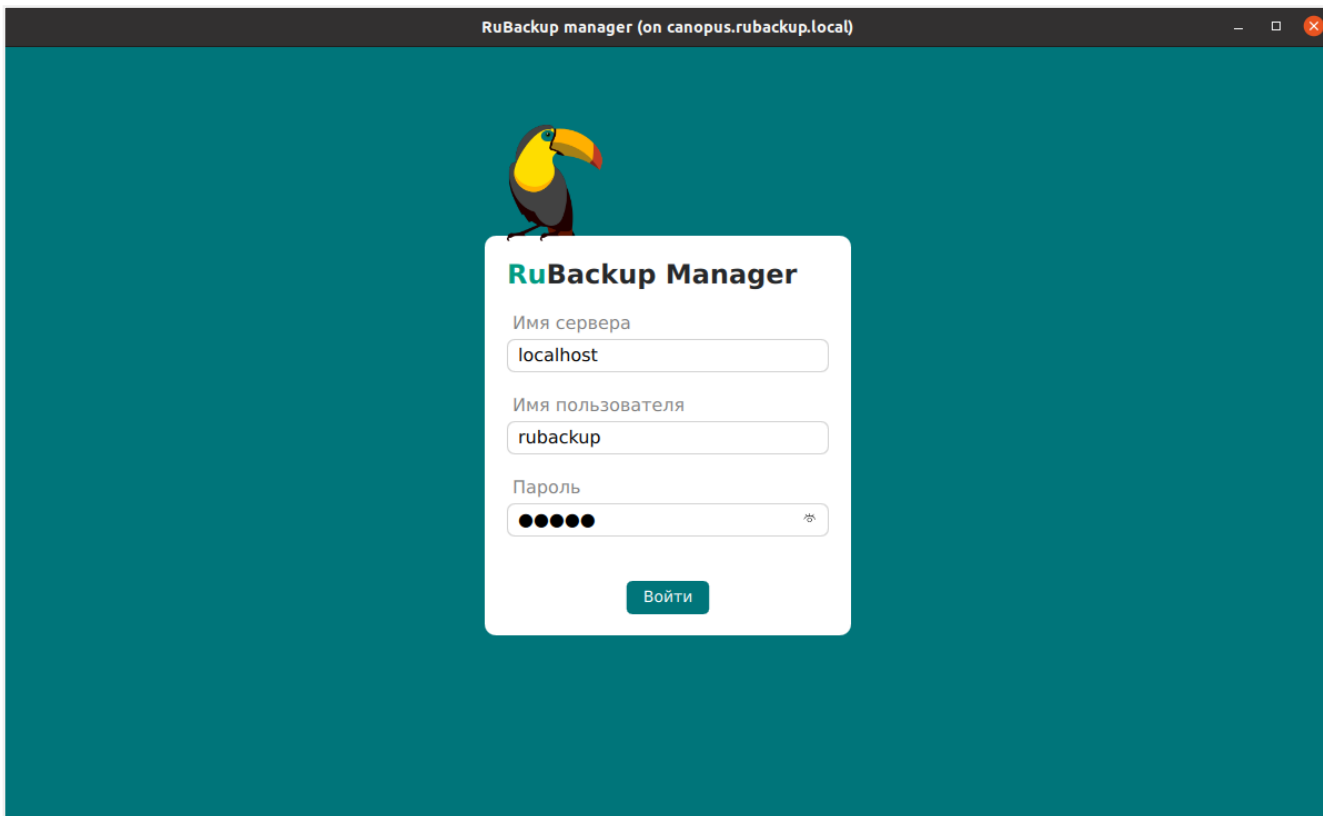 RuBackup manager (on canopus.rubackup.local)
RuBackup Manager
Имя сервера
localhost
Имя пользователя
rubackup
Пароль
●●●●●
Войти